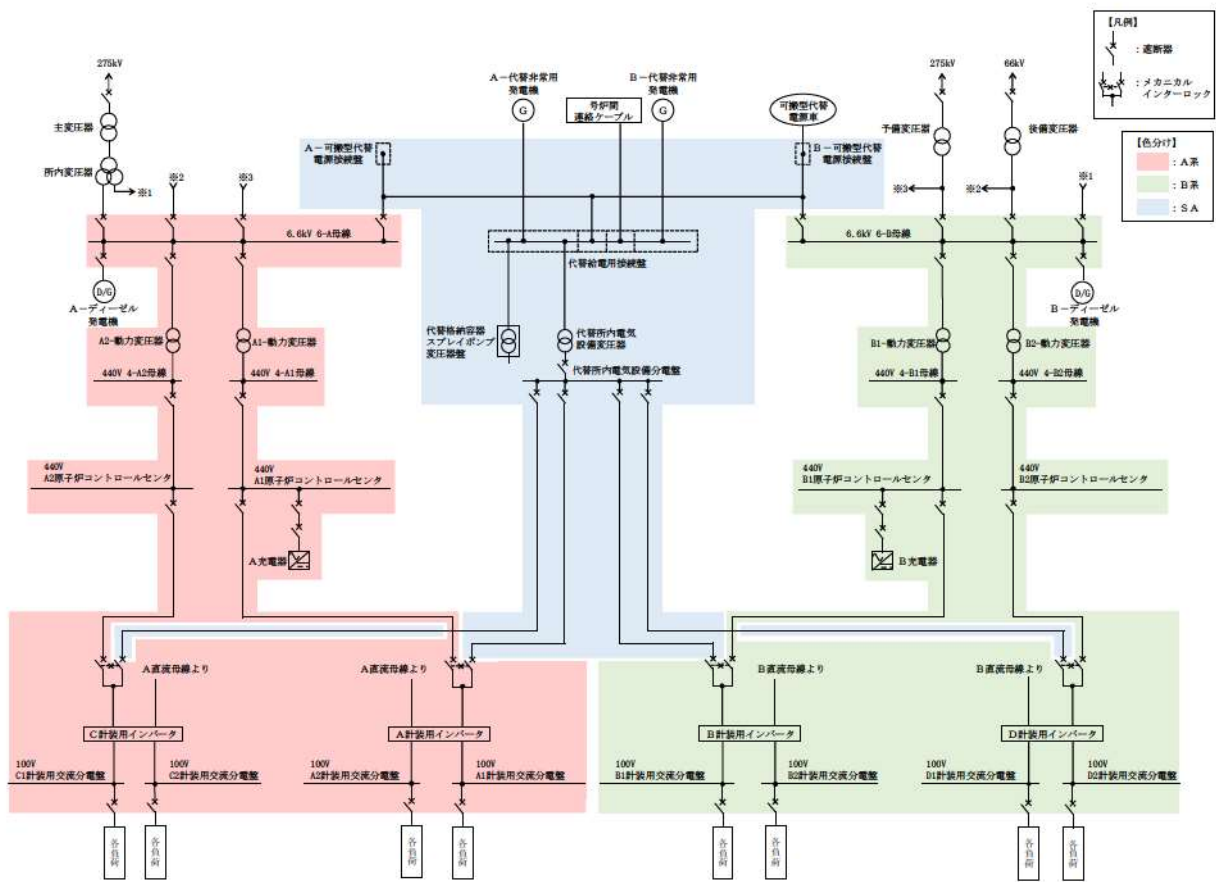 【凡例】
：遮断器
：メカニカル
インターロック
【色分け】
：A系
：B系
：SA
275kV
主変圧器
所内変圧器
※1
※2
※3
A－代替非常用
発電機
G
号炉間
連絡ケーブル
B－代替非常用
発電機
G
可搬型代替
電源車
A－可搬型代替
電源接続盤
B－可搬型代替
電源接続盤
275kV
66kV
予備変圧器
後備変圧器
※3
※2
※1
6.6kV 6-A母線
代替給電用接続盤
6.6kV 6-B母線
D/G
A－ディーゼル
発電機
D/G
B－ディーゼル
発電機
代替格納容器
スプレイポンプ
変圧器盤
代替所内電気
設備変圧器
代替所内電気設備分電盤
A2-動力変圧器
A1-動力変圧器
B1-動力変圧器
B2-動力変圧器
440V 4-A2母線
440V 4-A1母線
440V 4-B1母線
440V 4-B2母線
440V
A2原子炉コントロールセンタ
440V
A1原子炉コントロールセンタ
440V
B1原子炉コントロールセンタ
440V
B2原子炉コントロールセンタ
A充電器
B充電器
A直流母線より
A直流母線より
B直流母線より
B直流母線より
C計装用インバータ
A計装用インバータ
B計装用インバータ
D計装用インバータ
100V
C1計装用交流分電盤
100V
C2計装用交流分電盤
100V
A2計装用交流分電盤
100V
A1計装用交流分電盤
100V
B1計装用交流分電盤
100V
B2計装用交流分電盤
100V
D1計装用交流分電盤
100V
D2計装用交流分電盤
各負荷
各負荷
各負荷
各負荷
各負荷
各負荷
各負荷
各負荷